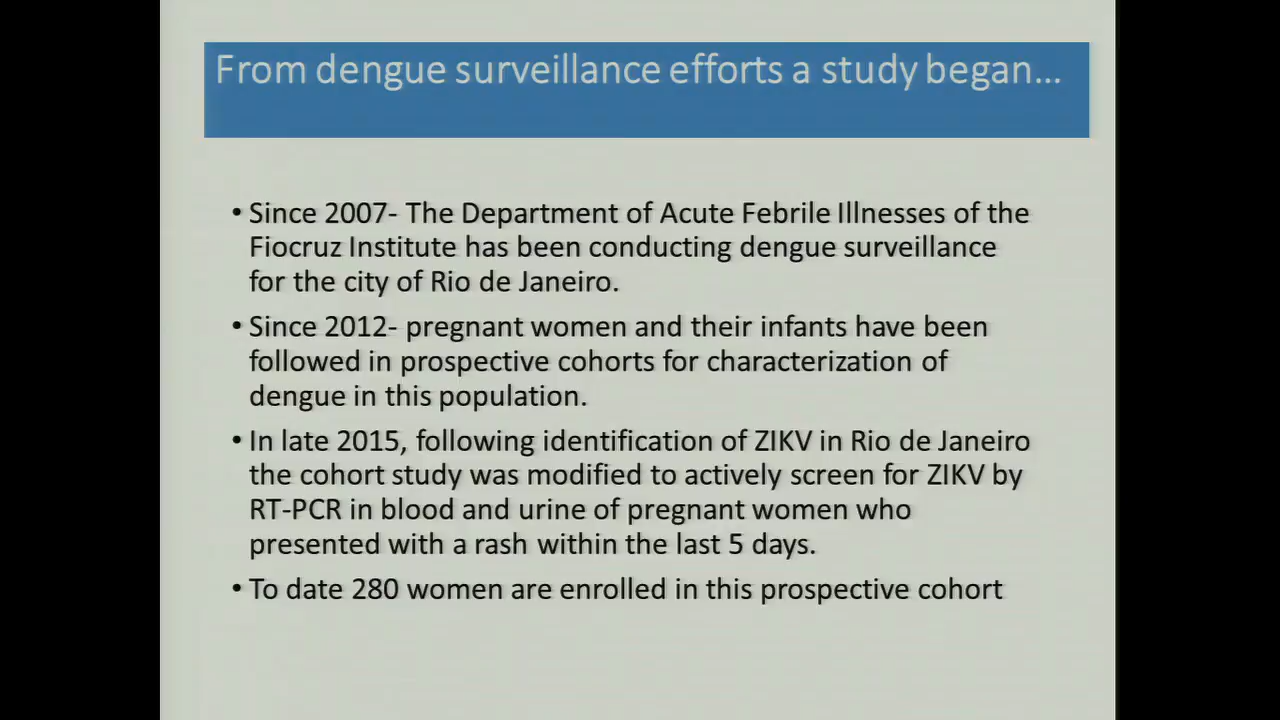 From dengue surveillance efforts a study began…
• Since 2007- The Department of Acute Febrile Illnesses of the
Fiocruz Institute has been conducting dengue surveillance
for the city of Rio de Janeiro.
• Since 2012- pregnant women and their infants have been
followed in prospective cohorts for characterization of
dengue in this population.
• In late 2015, following identification of ZIKV in Rio de Janeiro
the cohort study was modified to actively screen for ZIKV by
RT-PCR in blood and urine of pregnant women who
presented with a rash within the last 5 days.
• To date 280 women are enrolled in this prospective cohort